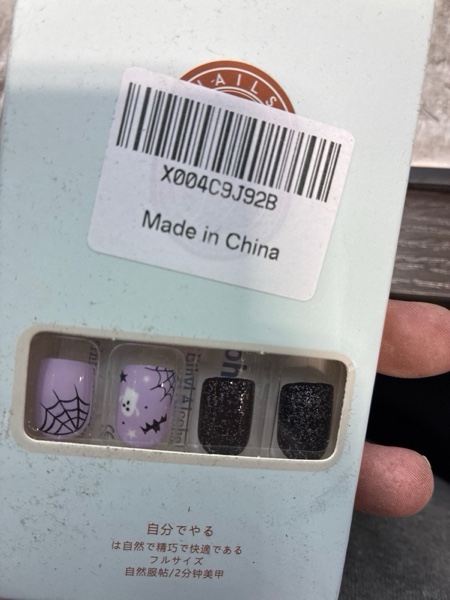 NAILS
X004C9J92B
Made in China
自分でやる
は自然で精巧で快適である
フルサイズ
自然服帖/2分钟美甲